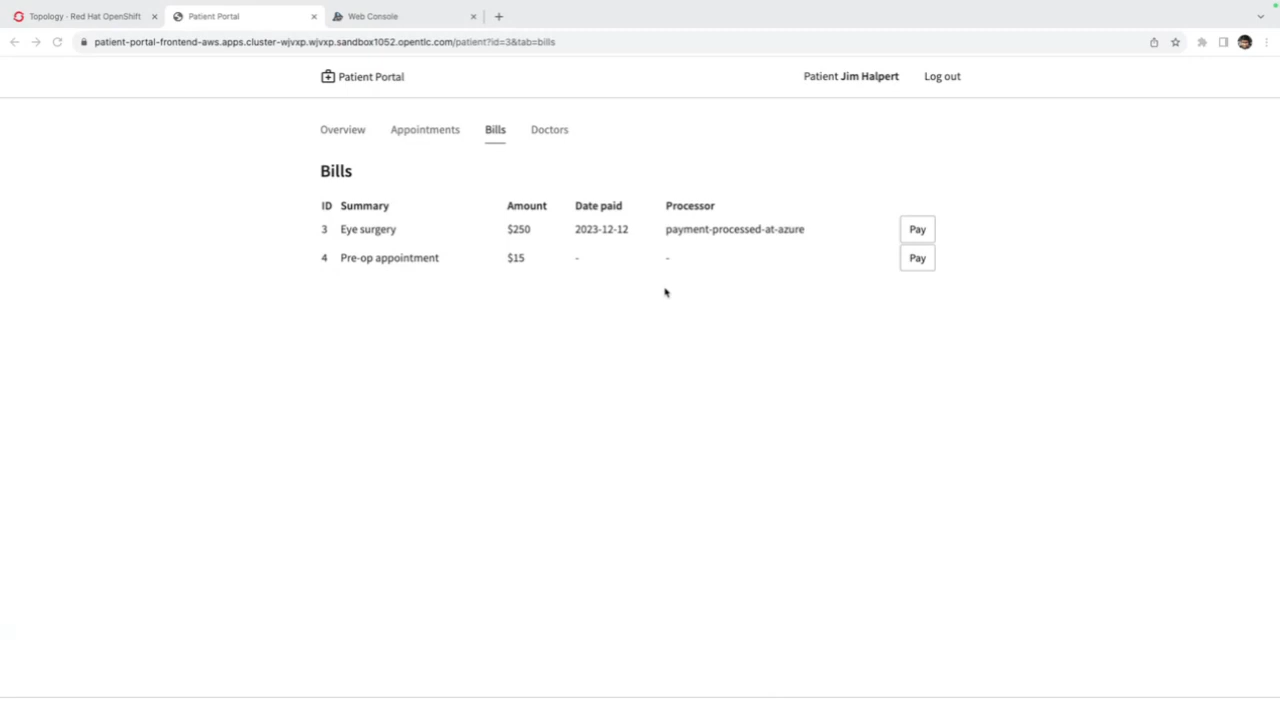 Topology · Red Hat OpenShift
Patient Portal
Web Console
patient-portal-frontend-aws.apps.cluster-wjvxp.wjvxp.sandbox1052.opentlc.com/patient?id=3&tab=bills
Patient Portal
Patient Jim Halpert
Log out
Overview Appointments Bills Doctors
Bills
ID Summary Amount Date paid Processor
3 Eye surgery $250 2023-12-12 payment-processed-at-azure Pay
4 Pre-op appointment $15 - - Pay